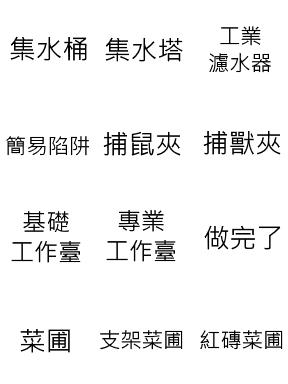 集水桶
集水塔
工業
濾水器
簡易陷阱
捕鼠夾
捕獸夾
基礎
工作臺
專業
工作臺
做完了
菜圃
支架菜圃
紅磚菜圃